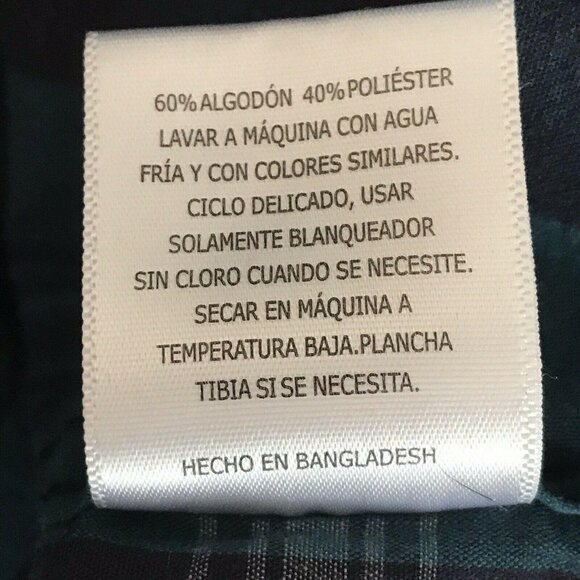 60% ALGODÓN 40% POLIÉSTER
LAVAR A MÁQUINA CON AGUA
FRÍA Y CON COLORES SIMILARES.
CICLO DELICADO, USAR
SOLAMENTE BLANQUEADOR
SIN CLORO CUANDO SE NECESITE.
SECAR EN MÁQUINA A
TEMPERATURA BAJA.PLANCHA
TIBIA SI SE NECESITA.
HECHO EN BANGLADESH